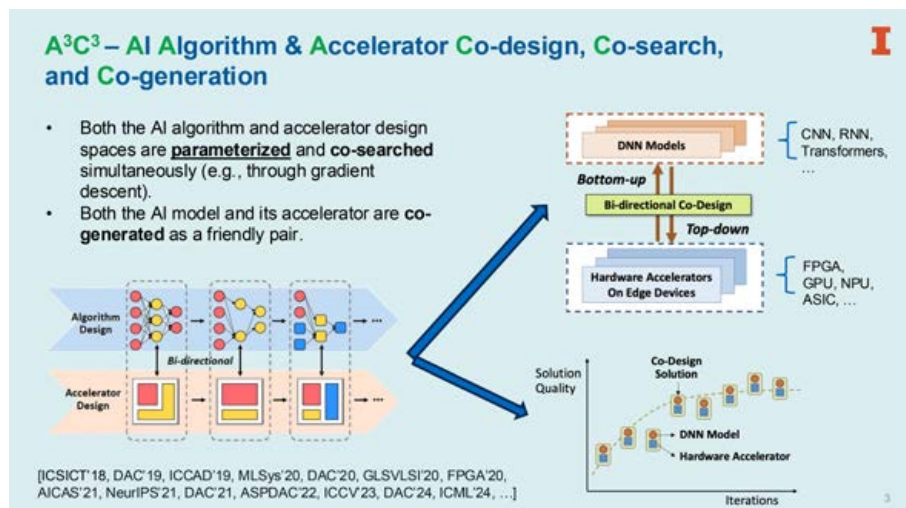 A³C³ – AI Algorithm & Accelerator Co-design, Co-search,
and Co-generation
I
• Both the AI algorithm and accelerator design
spaces are parameterized and co-searched
simultaneously (e.g., through gradient
descent).
• Both the AI model and its accelerator are co-
generated as a friendly pair.
DNN Models
CNN, RNN,
Transformers,
…
Bottom-up
Bi-directional Co-Design
Top-down
Hardware Accelerators
On Edge Devices
FPGA,
GPU, NPU,
ASIC, …
Algorithm
Design
...
Bi-directional
Accelerator
Design
...
Solution
Quality
Co-Design
Solution
DNN Model
Hardware Accelerator
Iterations
[ICSICT'18, DAC'19, ICCAD'19, MLSys'20, DAC'20, GLSVLSI'20, FPGA'20,
AICAS'21, NeurIPS'21, DAC'21, ASPDAC'22, ICCV'23, DAC'24, ICML'24, …]
3